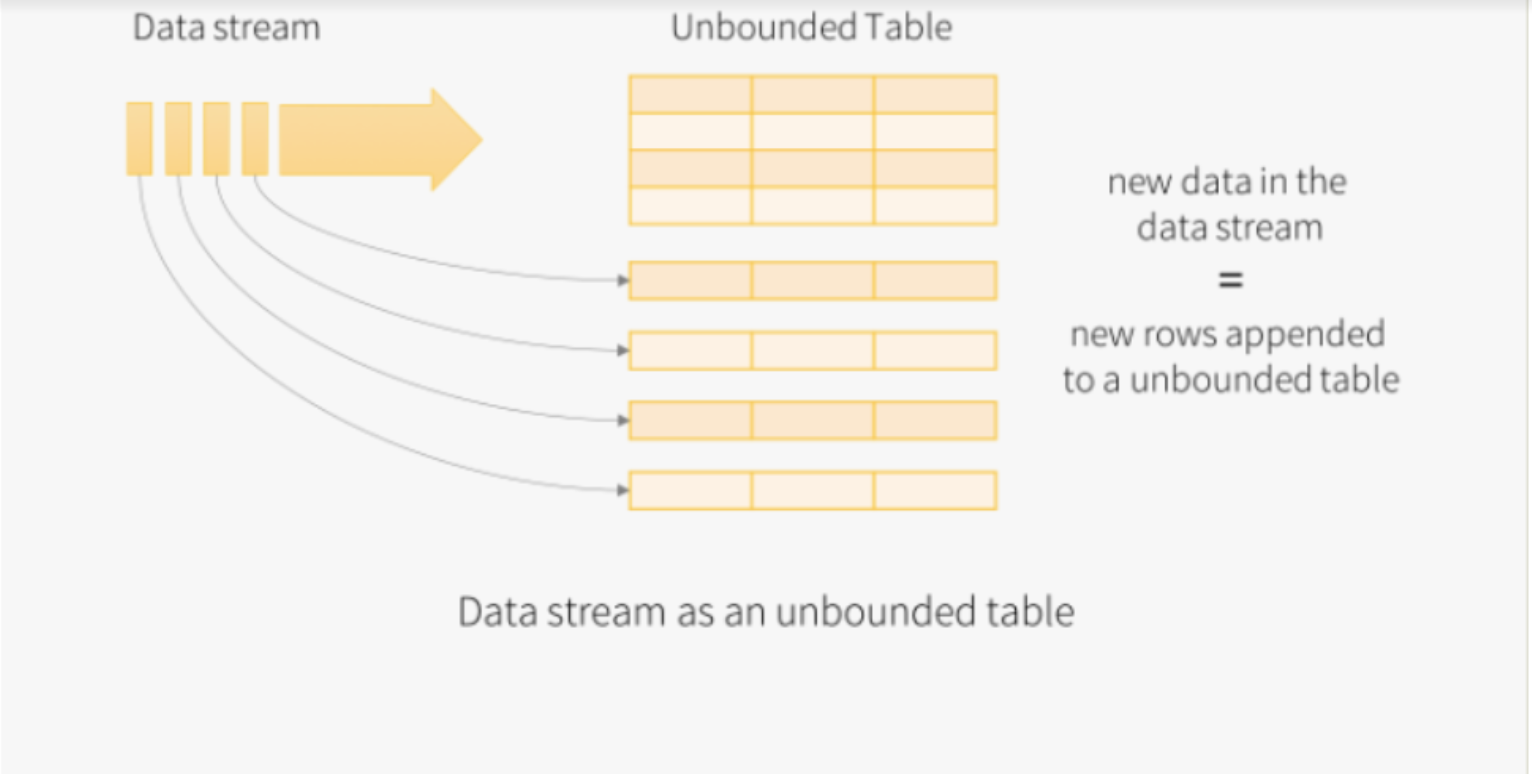 Data stream
Unbounded Table
new data in the
data stream
=
new rows appended
to a unbounded table
Data stream as an unbounded table